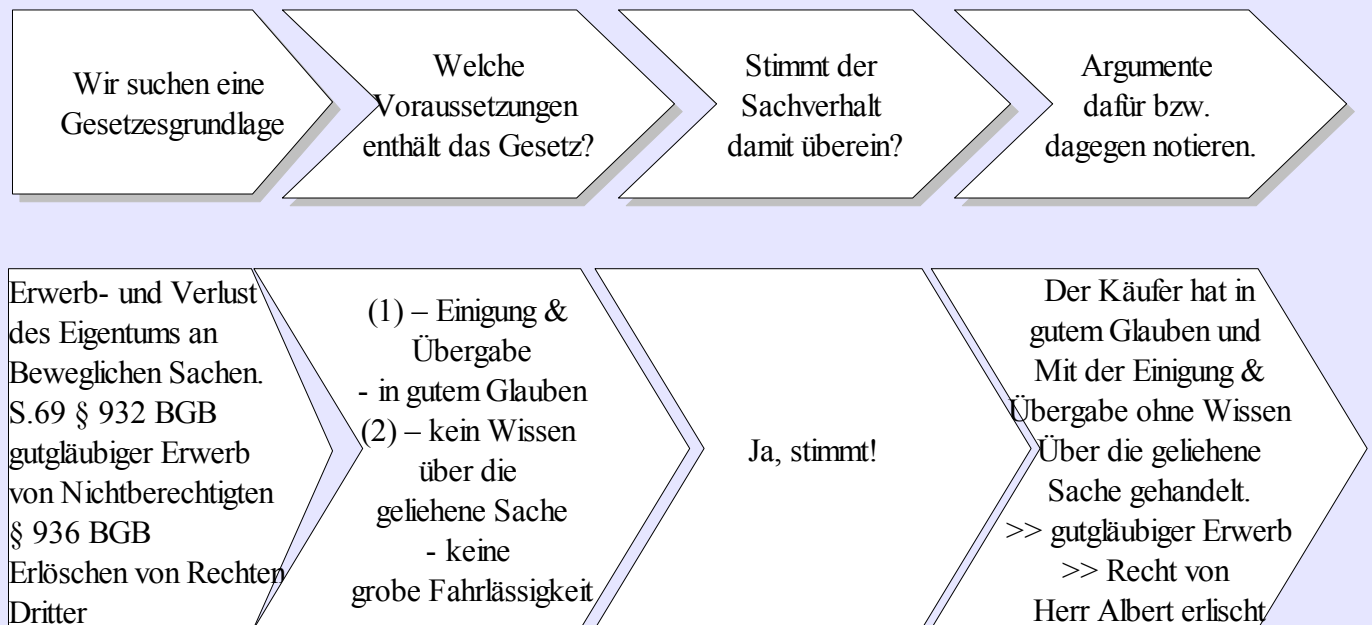 Wir suchen eine
Gesetzesgrundlage
Welche
Voraussetzungen
enthält das Gesetz?
Stimmt der
Sachverhalt
damit überein?
Argumente
dafür bzw.
dagegen notieren.
Erwerb- und Verlust
des Eigentums an
Beweglichen Sachen.
S.69 § 932 BGB
gutgläubiger Erwerb
von Nichtberechtigten
§ 936 BGB
Erlöschen von Rechten
Dritter
(1) – Einigung &
Übergabe
- in gutem Glauben
(2) – kein Wissen
über die
geliehene Sache
- keine
grobe Fahrlässigkeit
Ja, stimmt!
Der Käufer hat in
gutem Glauben und
Mit der Einigung &
Übergabe ohne Wissen
Über die geliehene
Sache gehandelt.
>> gutgläubiger Erwerb
>> Recht von
Herr Albert erlischt